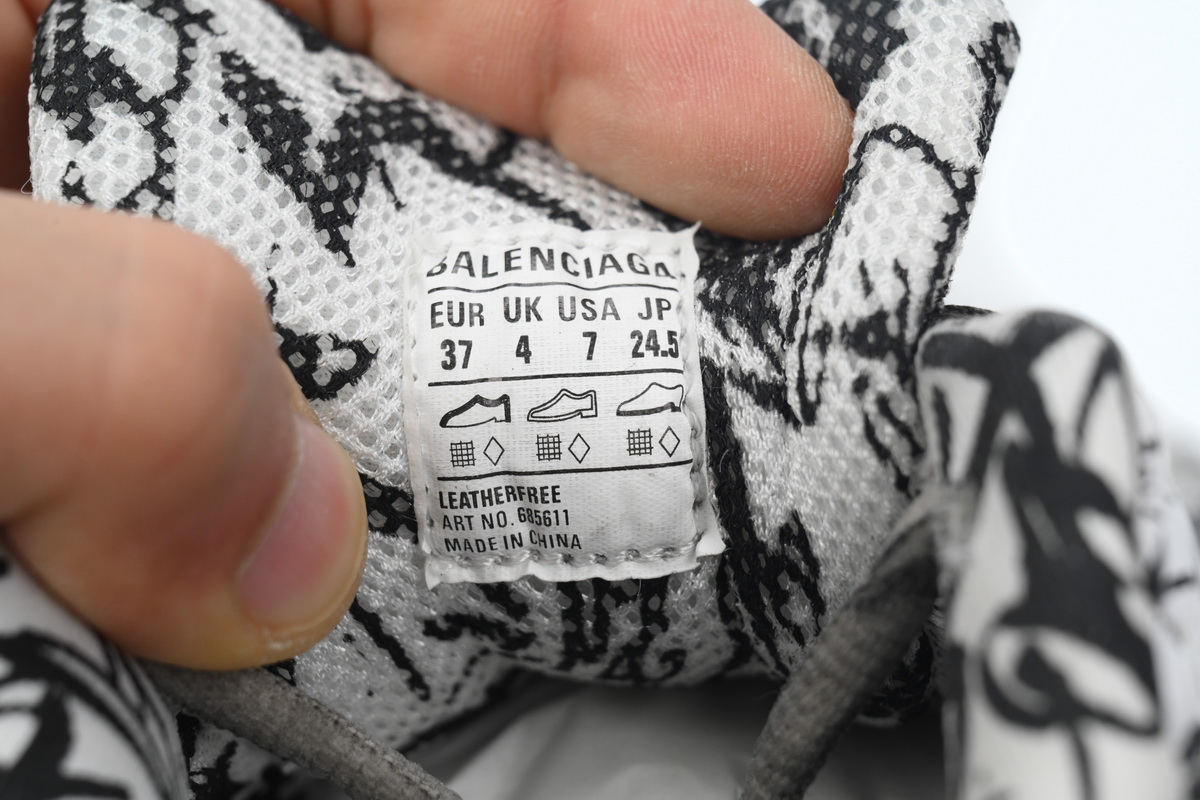 BALENCIAGA
EUR UK USA JP
37 4 7 24.5
LEATHERFREE
ART NO. 685611
MADE IN CHINA